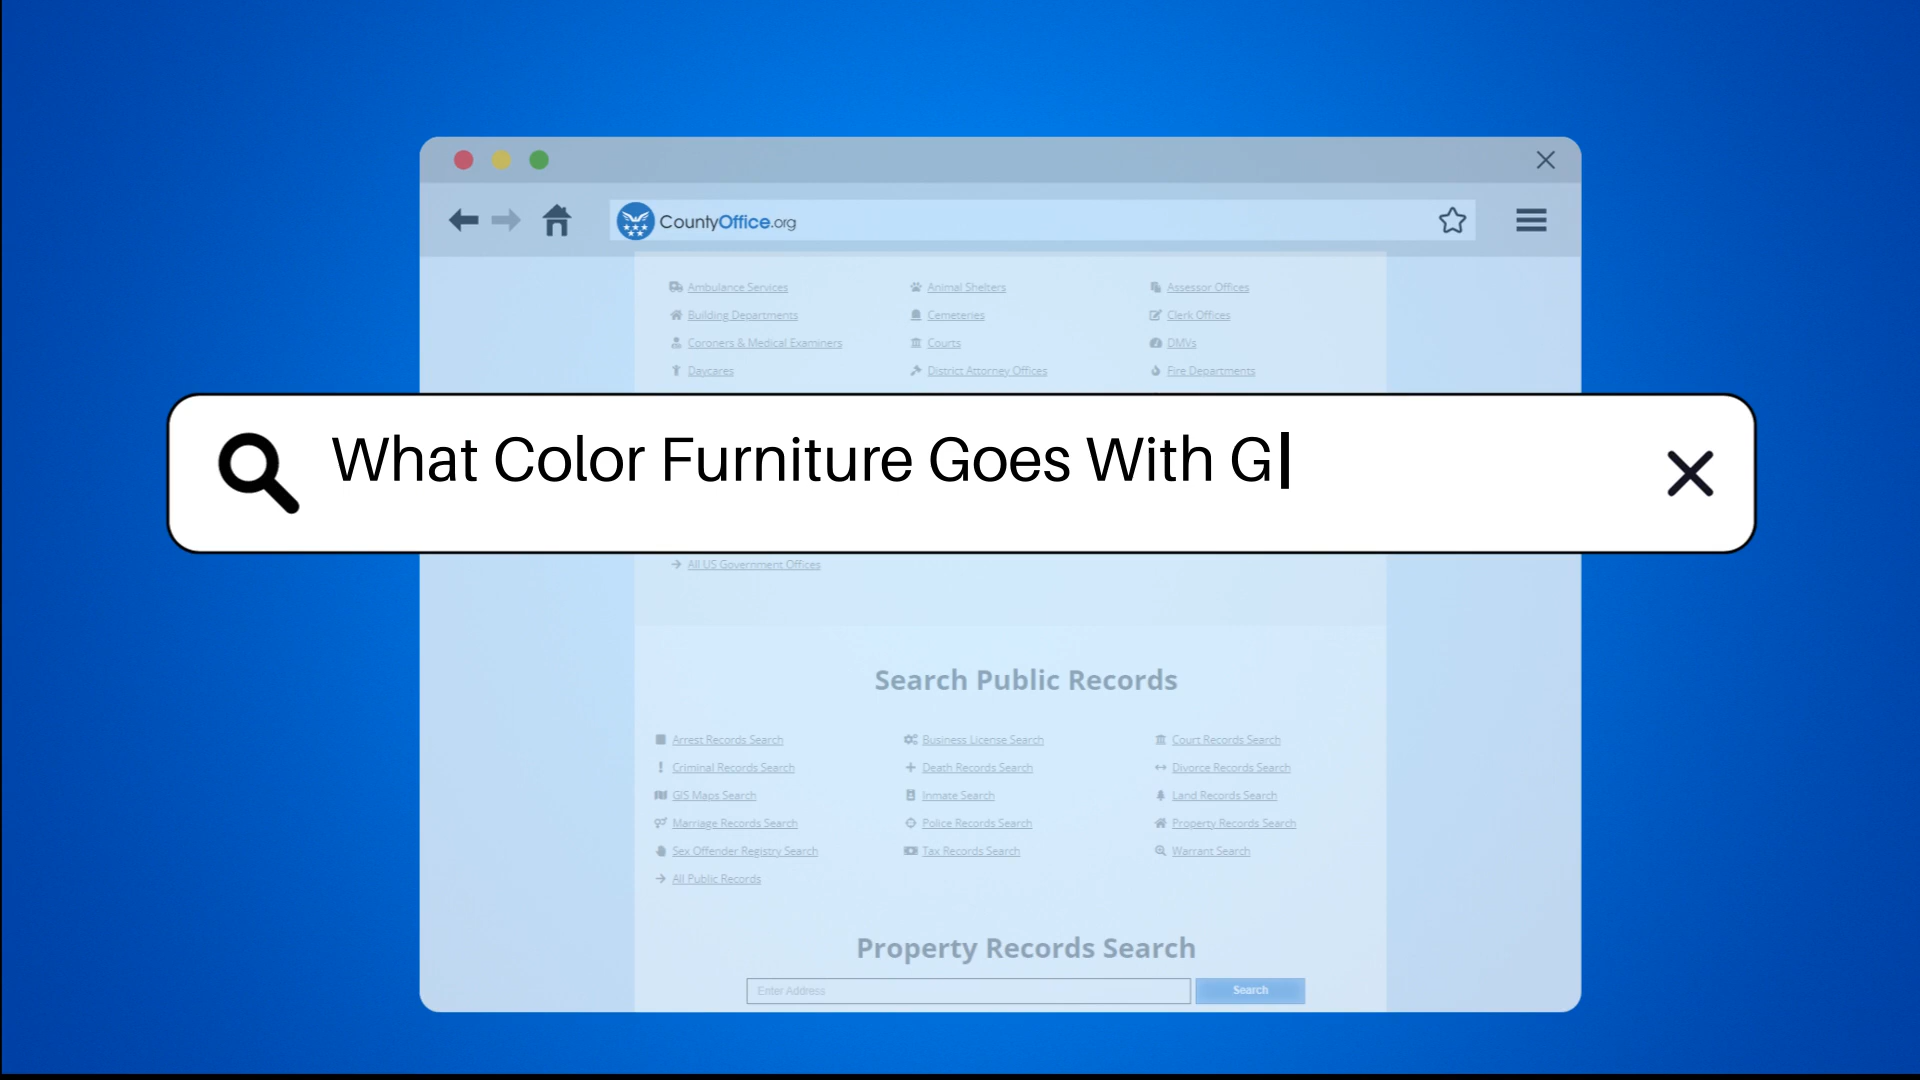 CountyOffice.org
Ambulance Services Animal Shelters Assessor Offices
Building Departments Cemeteries Clerk Offices
Coroners & Medical Examiners Courts DMVs
Daycares District Attorney Offices Fire Departments
What Color Furniture Goes With G
All US Government Offices
Search Public Records
Arrest Records Search Business License Search Court Records Search
Criminal Records Search Death Records Search Divorce Records Search
GIS Maps Search Inmate Search Land Records Search
Marriage Records Search Police Records Search Property Records Search
Sex Offender Registry Search Tax Records Search Warrant Search
All Public Records
Property Records Search
Enter Address Search